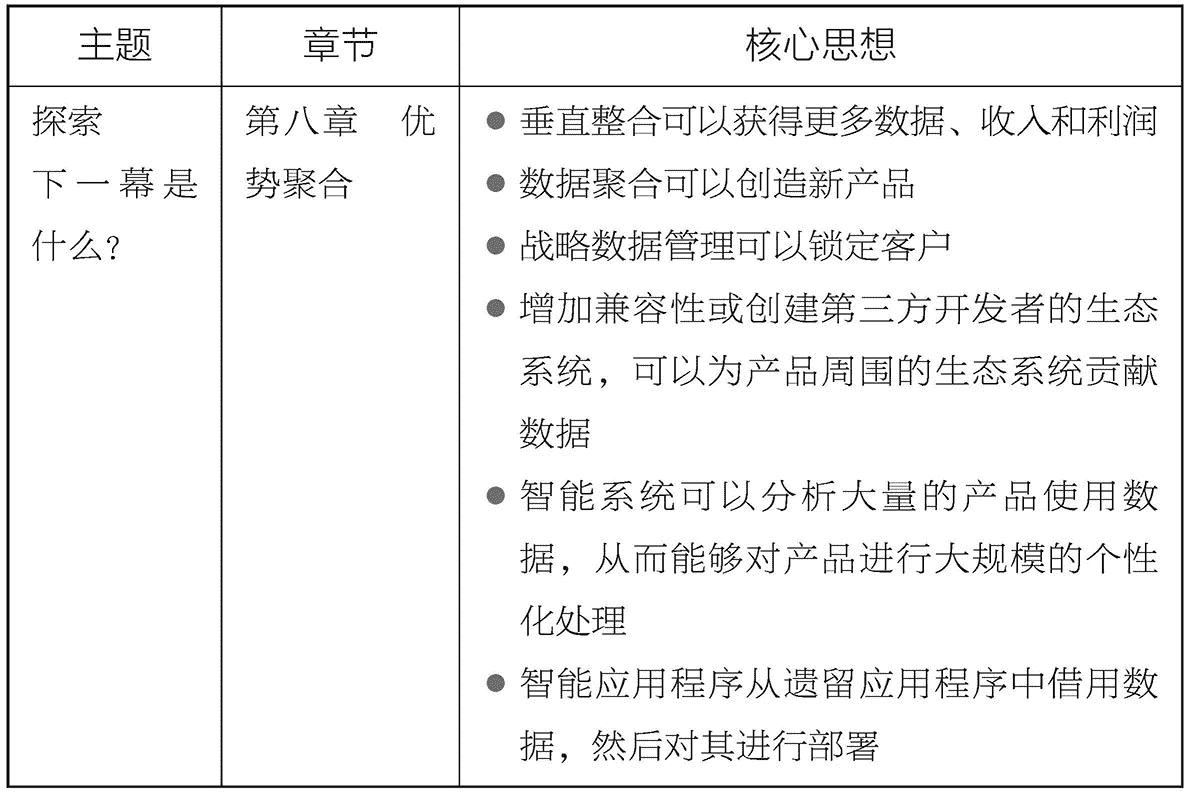 主题 章节 核心思想
探索
下一幕是
什么?
第八章 优
势聚合
● 垂直整合可以获得更多数据、收入和利润
● 数据聚合可以创造新产品
● 战略数据管理可以锁定客户
● 增加兼容性或创建第三方开发者的生态
系统，可以为产品周围的生态系统贡献
数据
● 智能系统可以分析大量的产品使用数
据，从而能够对产品进行大规模的个性
化处理
● 智能应用程序从遗留应用程序中借用数
据，然后对其进行部署